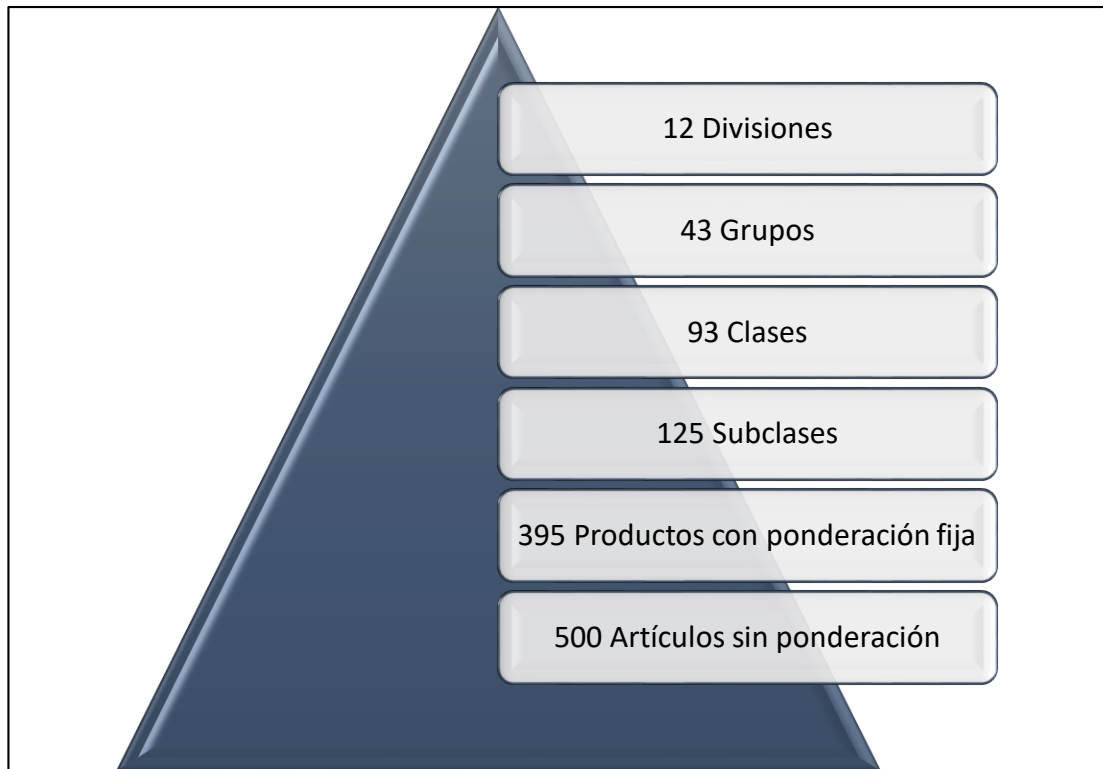 12 Divisiones
43 Grupos
93 Clases
125 Subclases
395 Productos con ponderación fija
500 Artículos sin ponderación